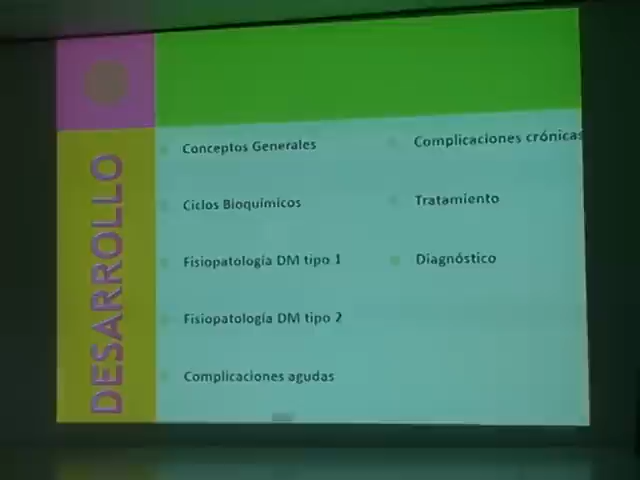 DESARROLLO
Conceptos Generales
Ciclos Bioquímicos
Fisiopatología DM tipo 1
Fisiopatología DM tipo 2
Complicaciones agudas
Complicaciones crónicas
Tratamiento
Diagnóstico